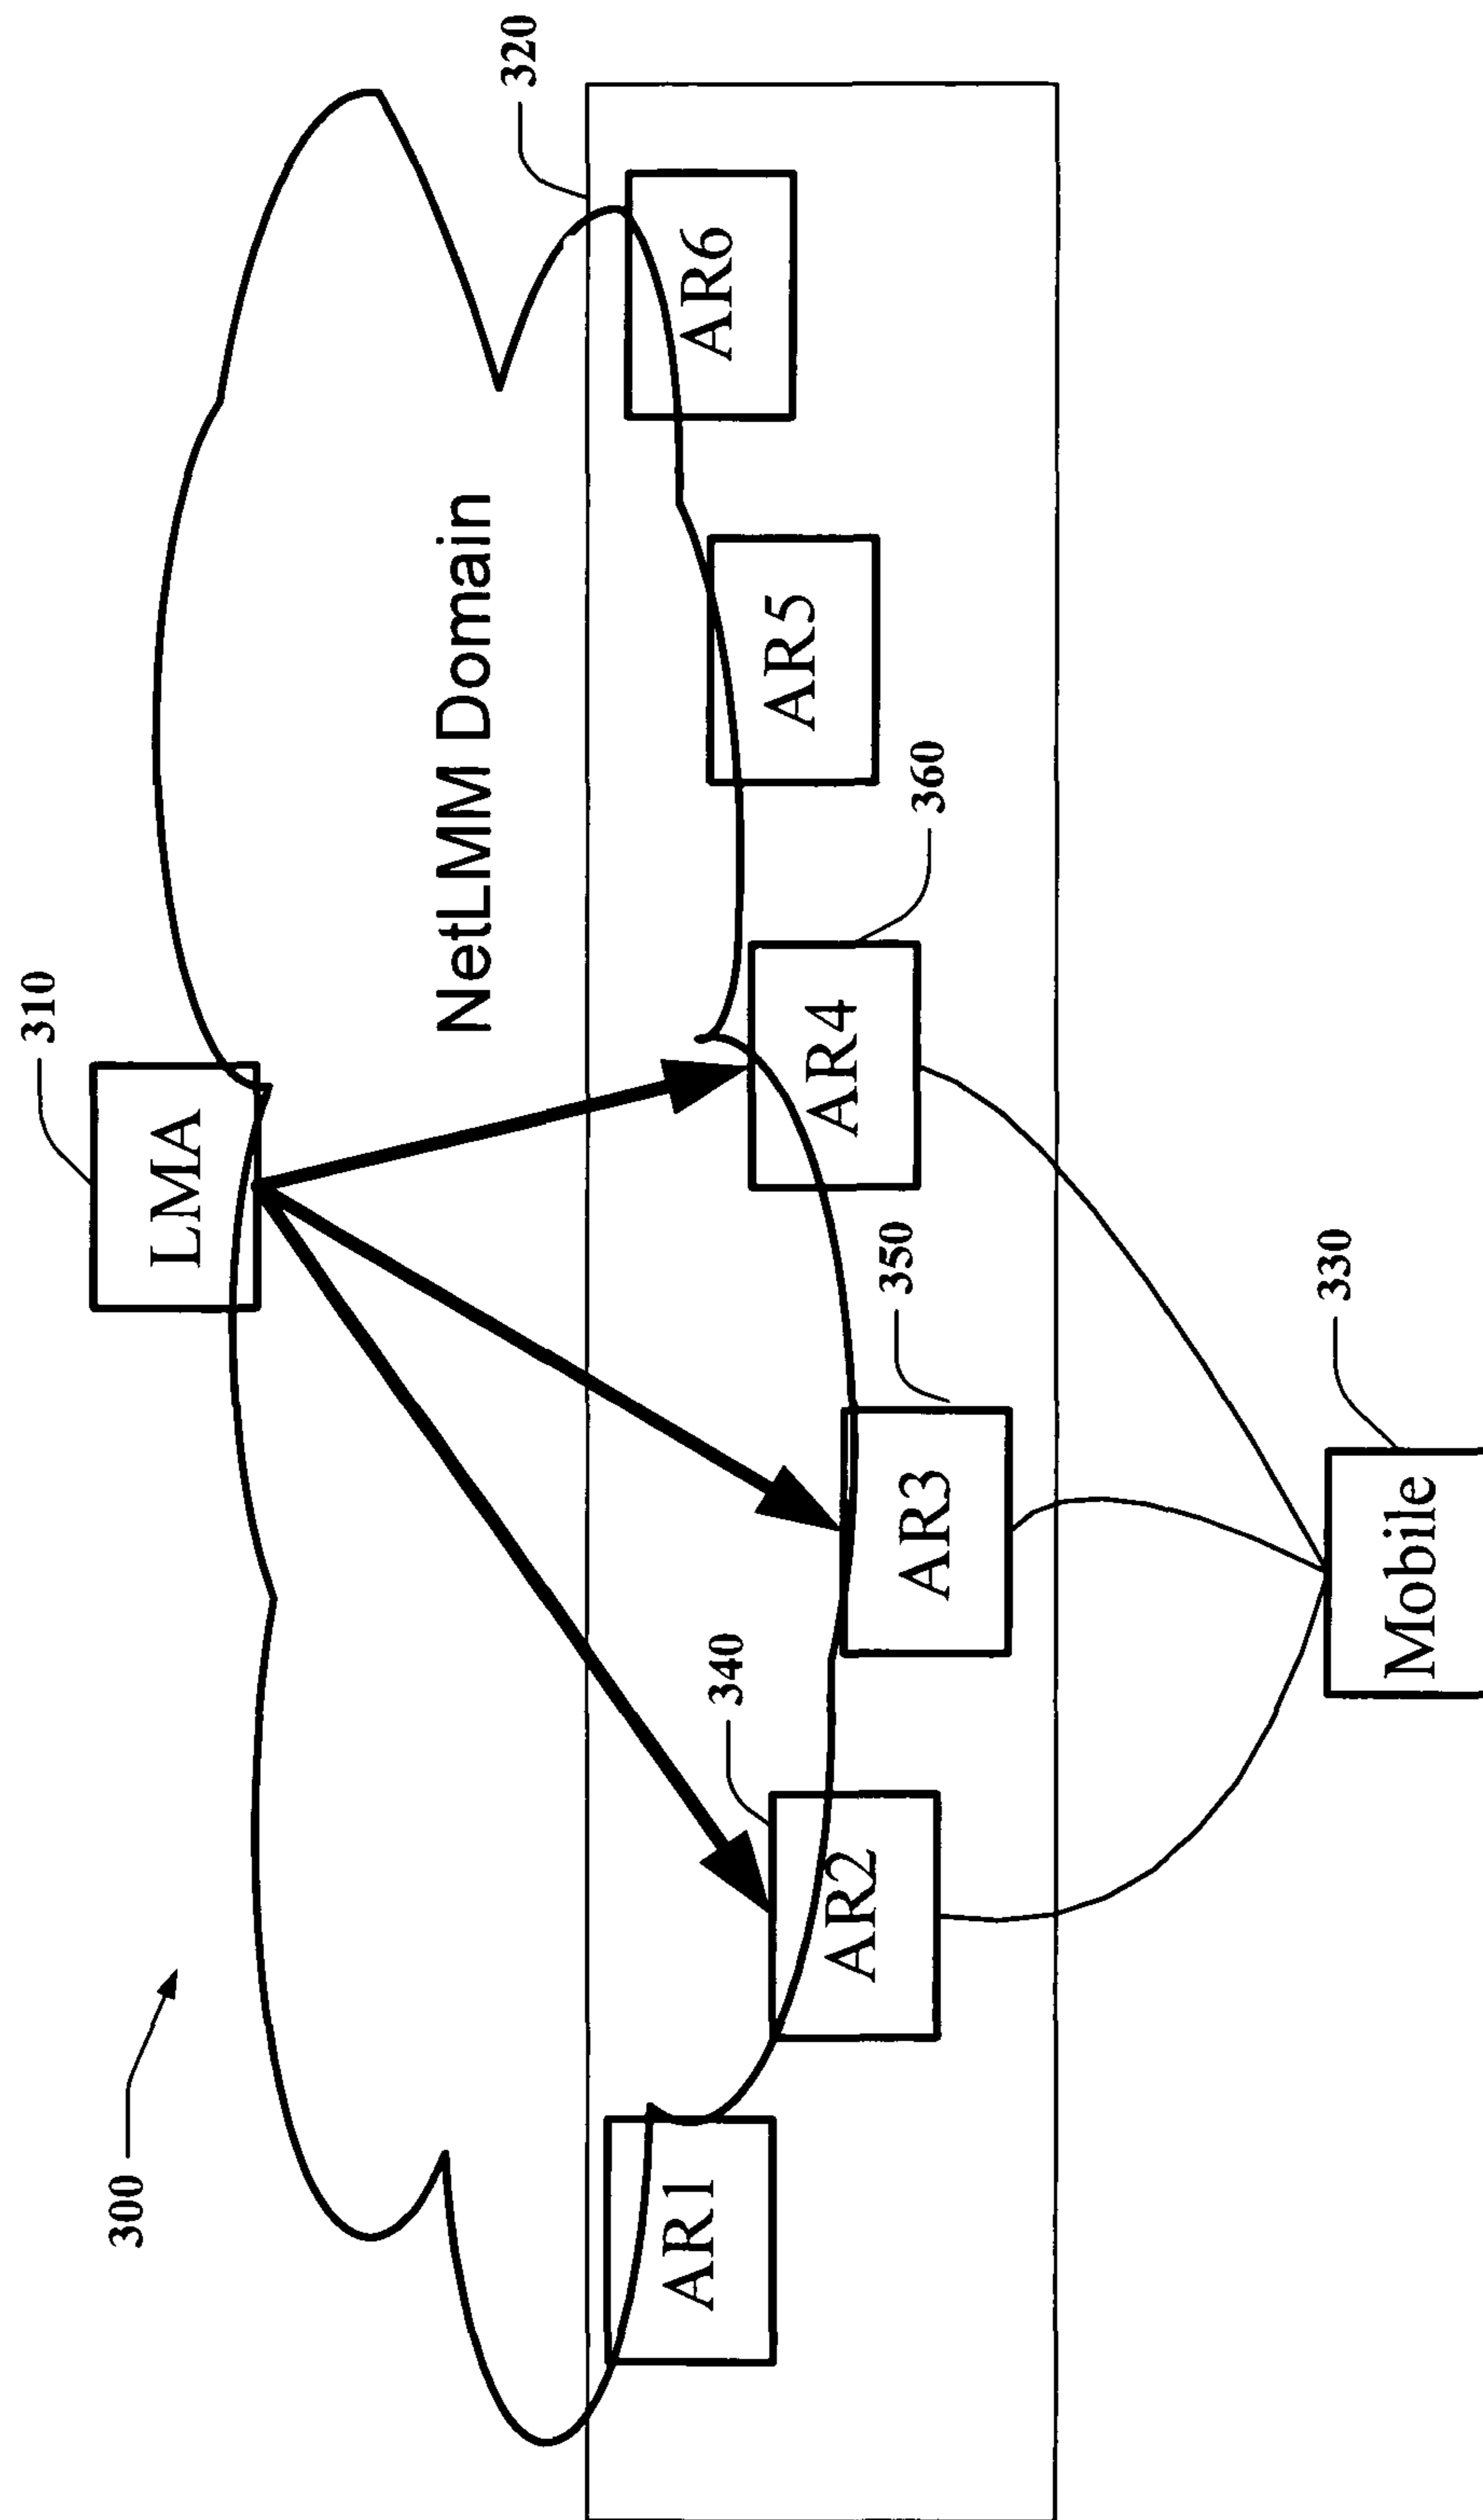 300
310
LMA
NetLMM Domain
320
AR1
340
AR2
350
AR3
360
AR4
AR5
AR6
330
Mobile